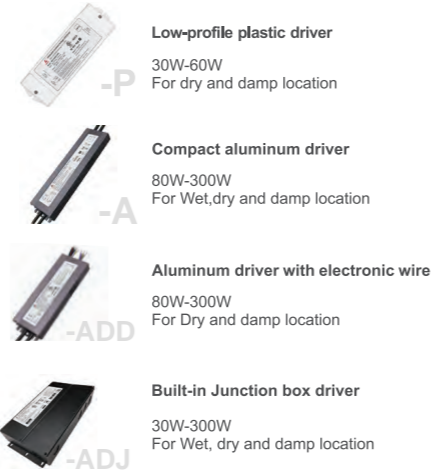 Low-profile plastic driver
30W-60W
-P
For dry and damp location
Compact aluminum driver
80W-300W
For Wet,dry and damp location
-A
Aluminum driver with electronic wire
80W-300W
For Dry and damp location
-ADD
Built-in Junction box driver
30W-300W
For Wet, dry and damp location
-ADJ